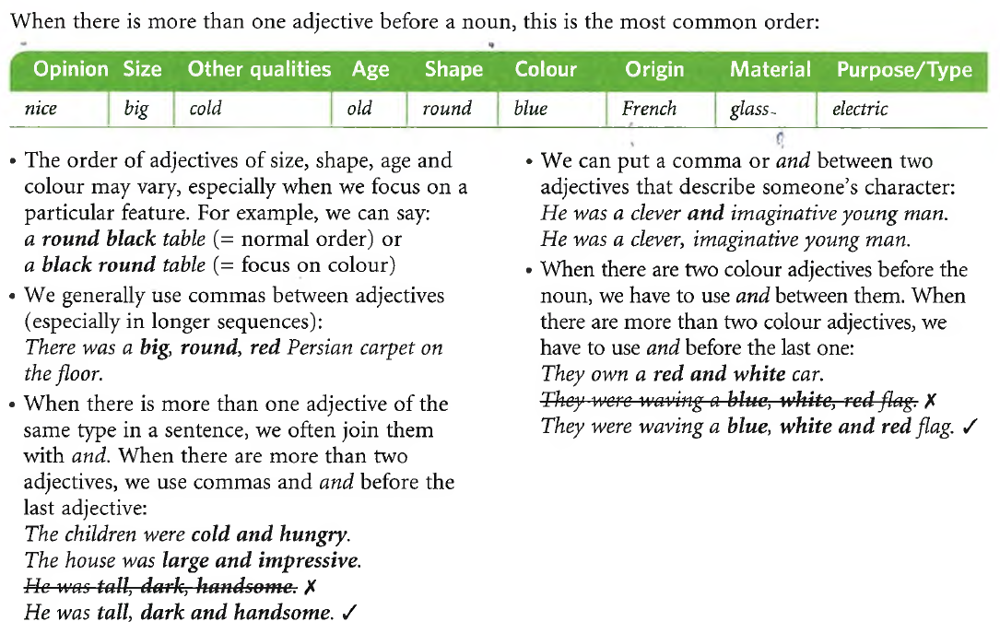 When there is more than one adjective before a noun, this is the most common order:
Opinion Size Other qualities Age Shape Colour Origin Material Purpose/Type
nice big cold old round blue French glass electric
• The order of adjectives of size, shape, age and
colour may vary, especially when we focus on a
particular feature. For example, we can say:
a round black table (= normal order) or
a black round table (= focus on colour)
• We generally use commas between adjectives
(especially in longer sequences):
There was a big, round, red Persian carpet on
the floor.
• When there is more than one adjective of the
same type in a sentence, we often join them
with and. When there are more than two
adjectives, we use commas and and before the
last adjective:
The children were cold and hungry.
The house was large and impressive.
He was tall, dark, handsome. ✗
He was tall, dark and handsome. ✓
• We can put a comma or and between two
adjectives that describe someone's character:
He was a clever and imaginative young man.
He was a clever, imaginative young man.
• When there are two colour adjectives before the
noun, we have to use and between them. When
there are more than two colour adjectives, we
have to use and before the last one:
They own a red and white car.
They were waving a blue, white, red flag. ✗
They were waving a blue, white and red flag. ✓